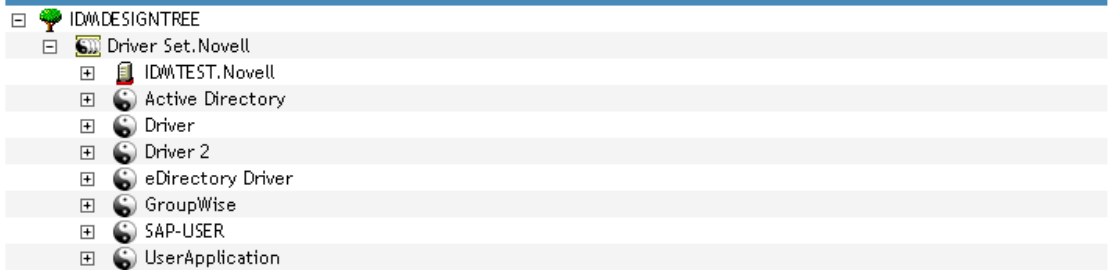 IDMDESIGNTREE
Driver Set.Novell
IDMTEST.Novell
Active Directory
Driver
Driver 2
eDirectory Driver
GroupWise
SAP-USER
UserApplication